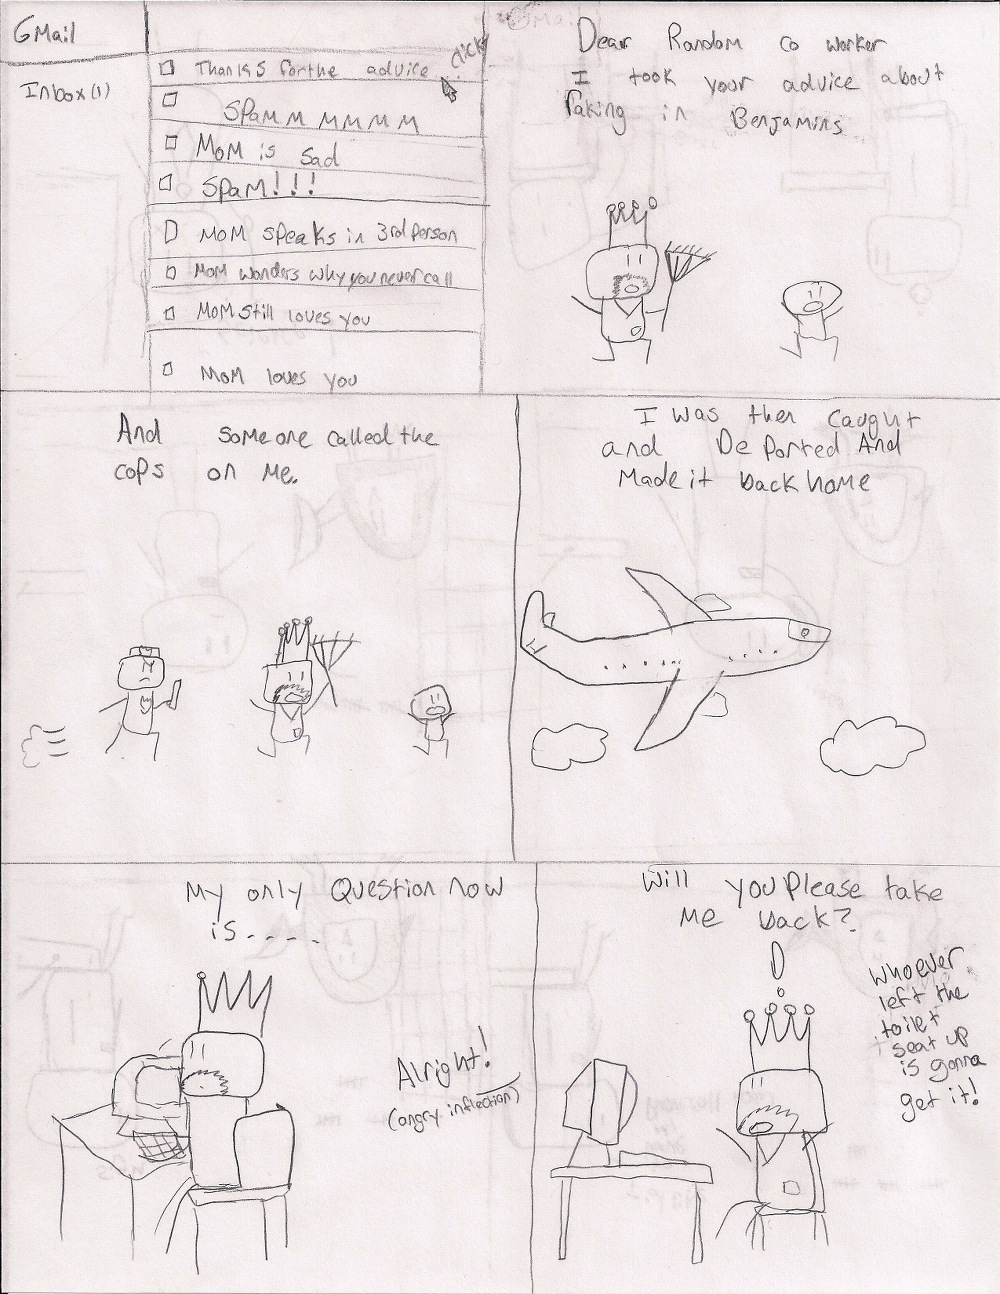 GMail
Inbox(1)
Thanks forthe advice
click
SPaM M MMMM
MoM is sad
SPaM!!!
MoM speaks in 3rd Person
MoM wonders why you never call
MoM still loves you
MoM loves you
Dear Random co worker
I took your advice about
Raking in Benjamins
And someone called the
cops on me.
I was then caught
and Deported And
Made it back home
My only Question now
is.....
Alright!
(angry inflection)
Will you Please take
Me back?
Whoever
left the
toilet
seat up
is gonna
get it!